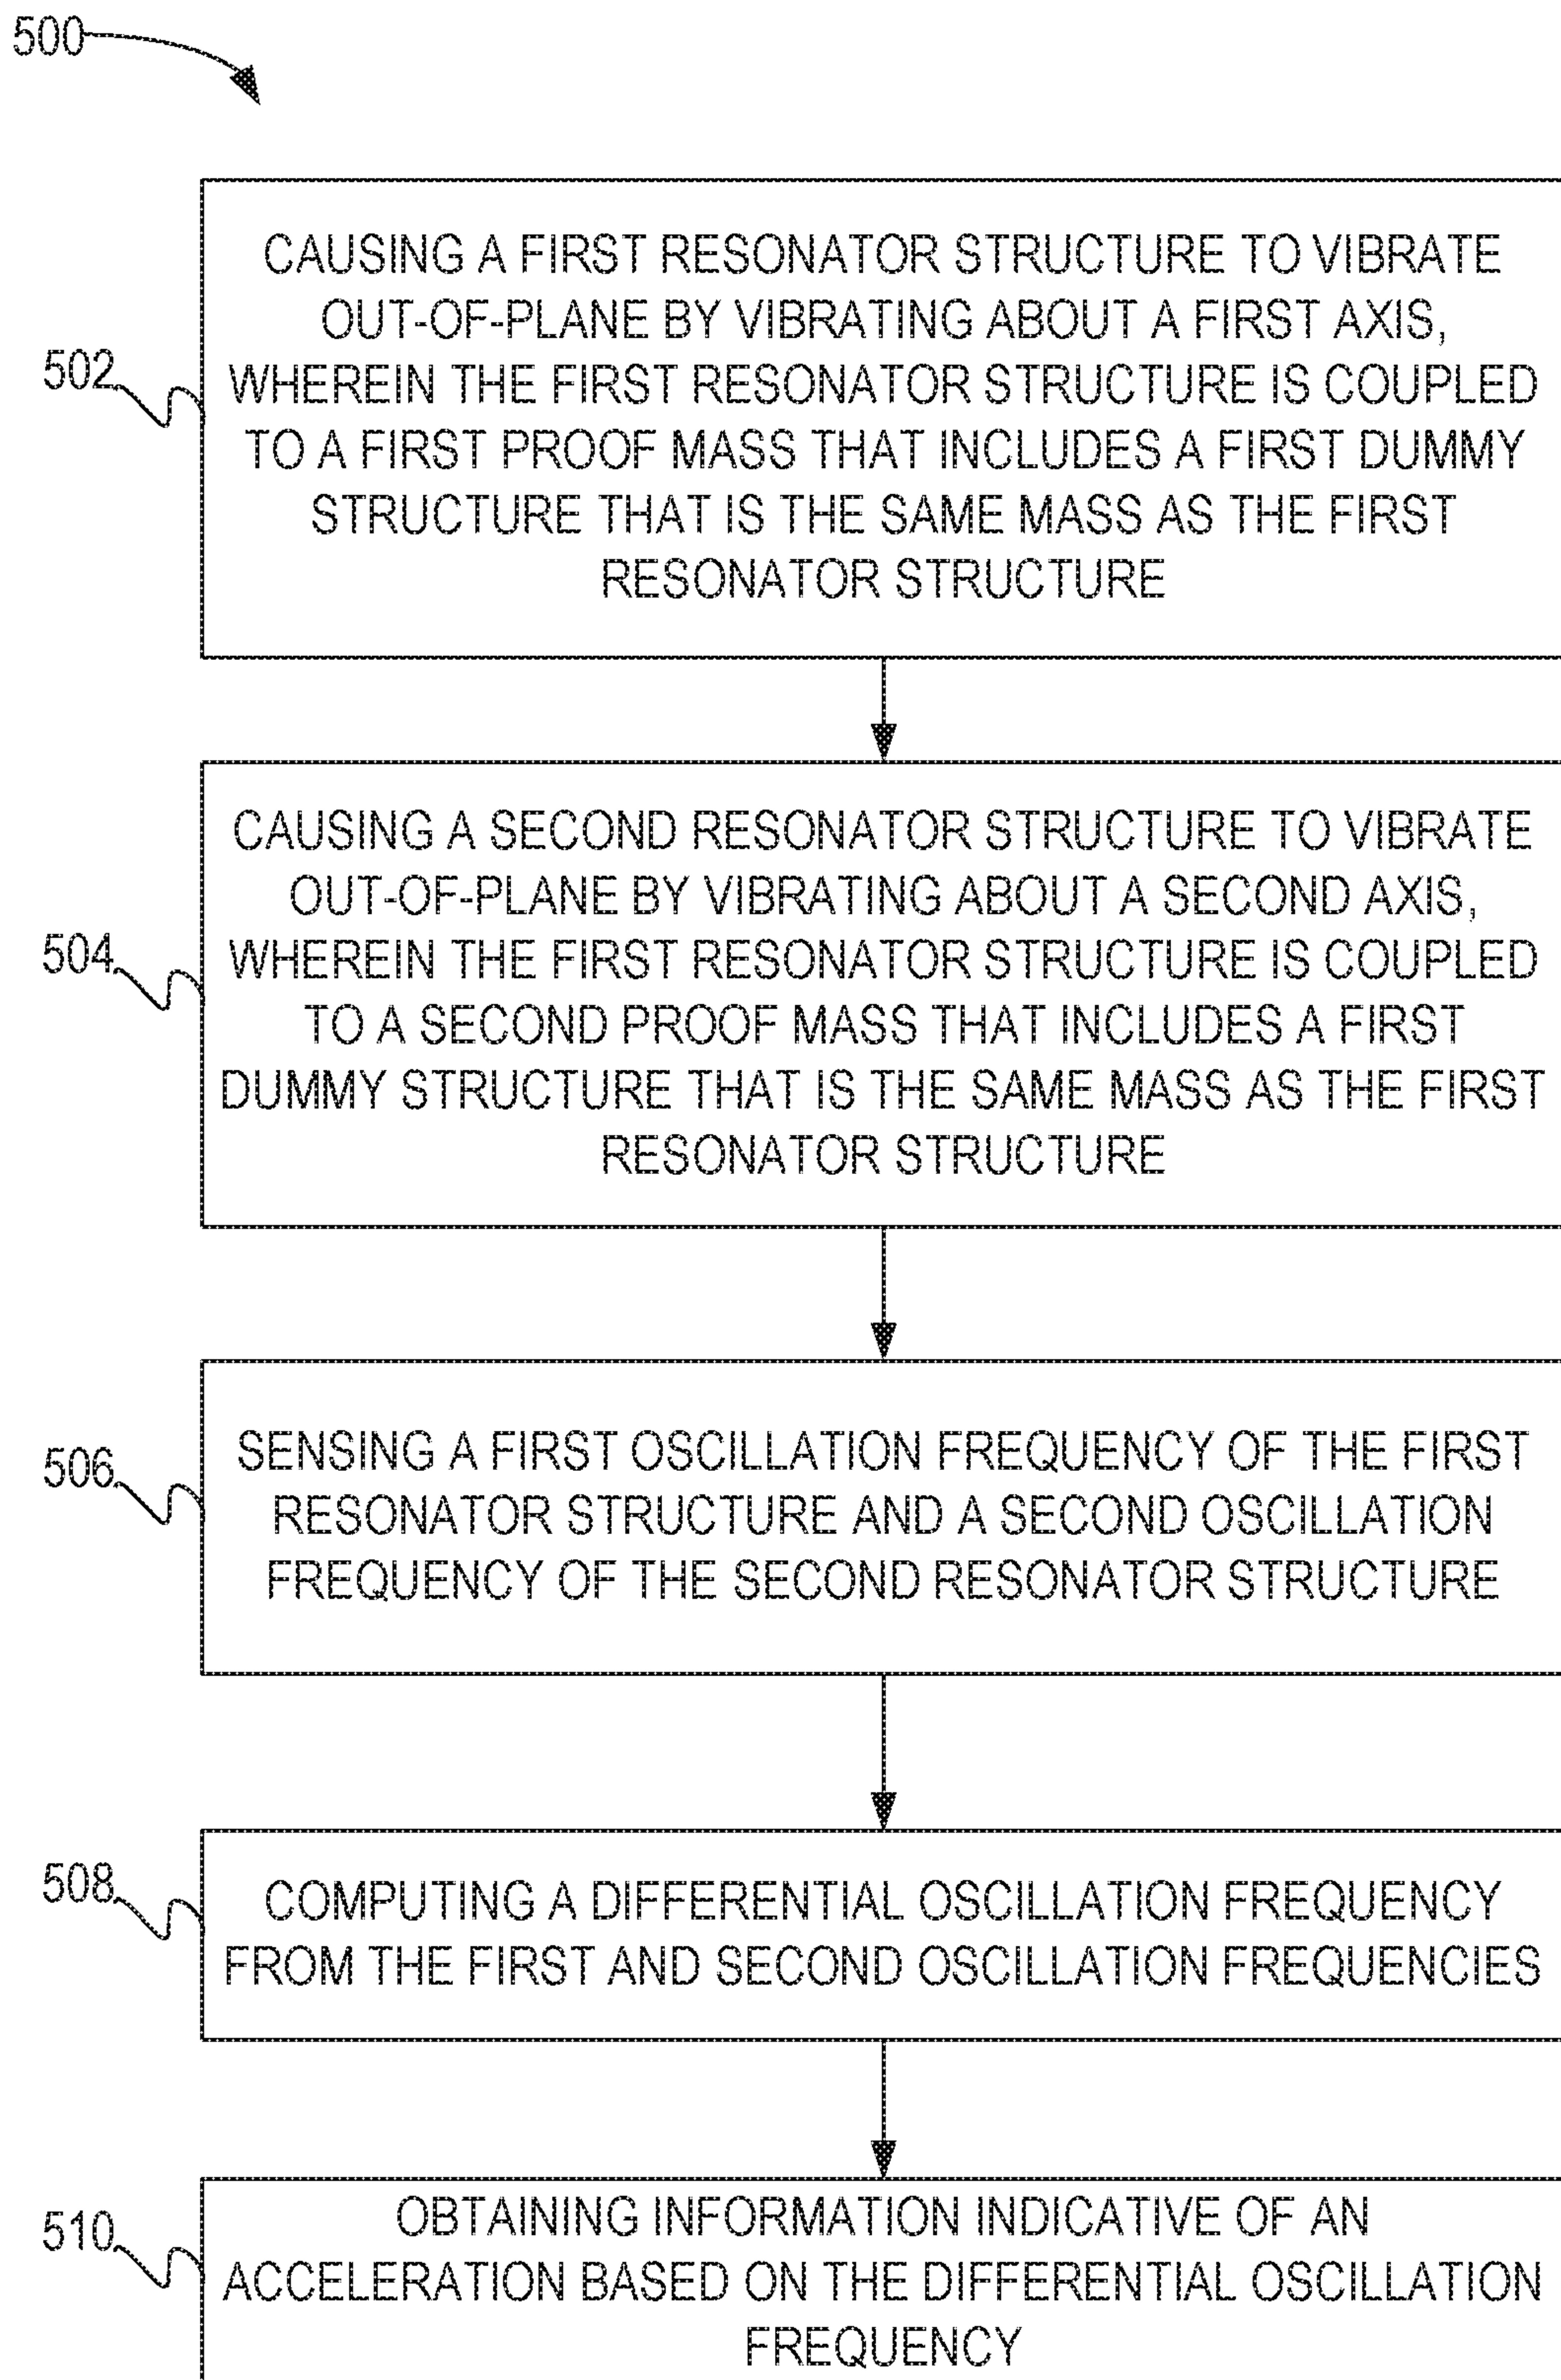 500
502
CAUSING A FIRST RESONATOR STRUCTURE TO VIBRATE
OUT-OF-PLANE BY VIBRATING ABOUT A FIRST AXIS,
WHEREIN THE FIRST RESONATOR STRUCTURE IS COUPLED
TO A FIRST PROOF MASS THAT INCLUDES A FIRST DUMMY
STRUCTURE THAT IS THE SAME MASS AS THE FIRST
RESONATOR STRUCTURE
504
CAUSING A SECOND RESONATOR STRUCTURE TO VIBRATE
OUT-OF-PLANE BY VIBRATING ABOUT A SECOND AXIS,
WHEREIN THE FIRST RESONATOR STRUCTURE IS COUPLED
TO A SECOND PROOF MASS THAT INCLUDES A FIRST
DUMMY STRUCTURE THAT IS THE SAME MASS AS THE FIRST
RESONATOR STRUCTURE
506
SENSING A FIRST OSCILLATION FREQUENCY OF THE FIRST
RESONATOR STRUCTURE AND A SECOND OSCILLATION
FREQUENCY OF THE SECOND RESONATOR STRUCTURE
508
COMPUTING A DIFFERENTIAL OSCILLATION FREQUENCY
FROM THE FIRST AND SECOND OSCILLATION FREQUENCIES
510
OBTAINING INFORMATION INDICATIVE OF AN
ACCELERATION BASED ON THE DIFFERENTIAL OSCILLATION
FREQUENCY